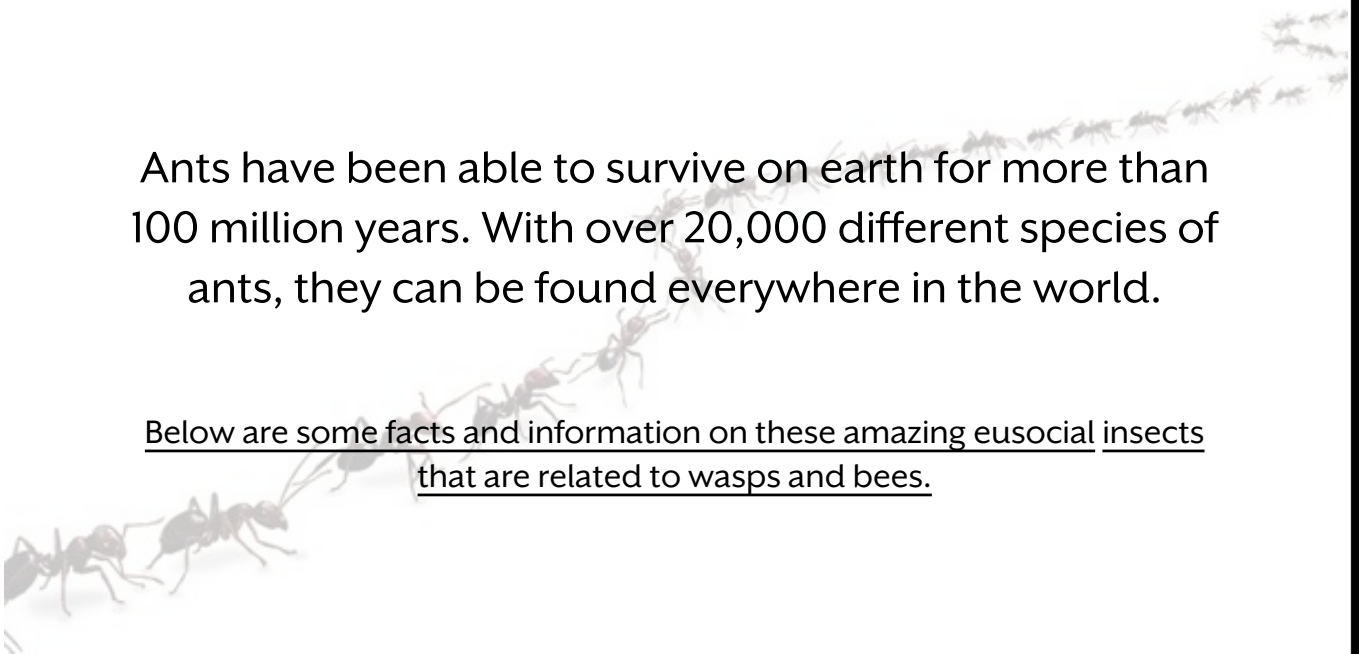 Ants have been able to survive on earth for more than
100 million years. With over 20,000 different species of
ants, they can be found everywhere in the world.
Below are some facts and information on these amazing eusocial insects
that are related to wasps and bees.